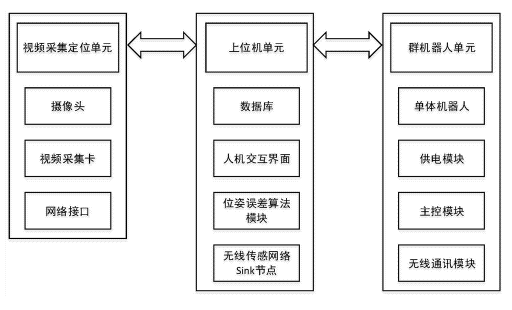 视频采集定位单元
摄像头
视频采集卡
网络接口
上位机单元
数据库
人机交互界面
位姿误差算法
模块
无线传感网络
Sink节点
群机器人单元
单体机器人
供电模块
主控模块
无线通讯模块